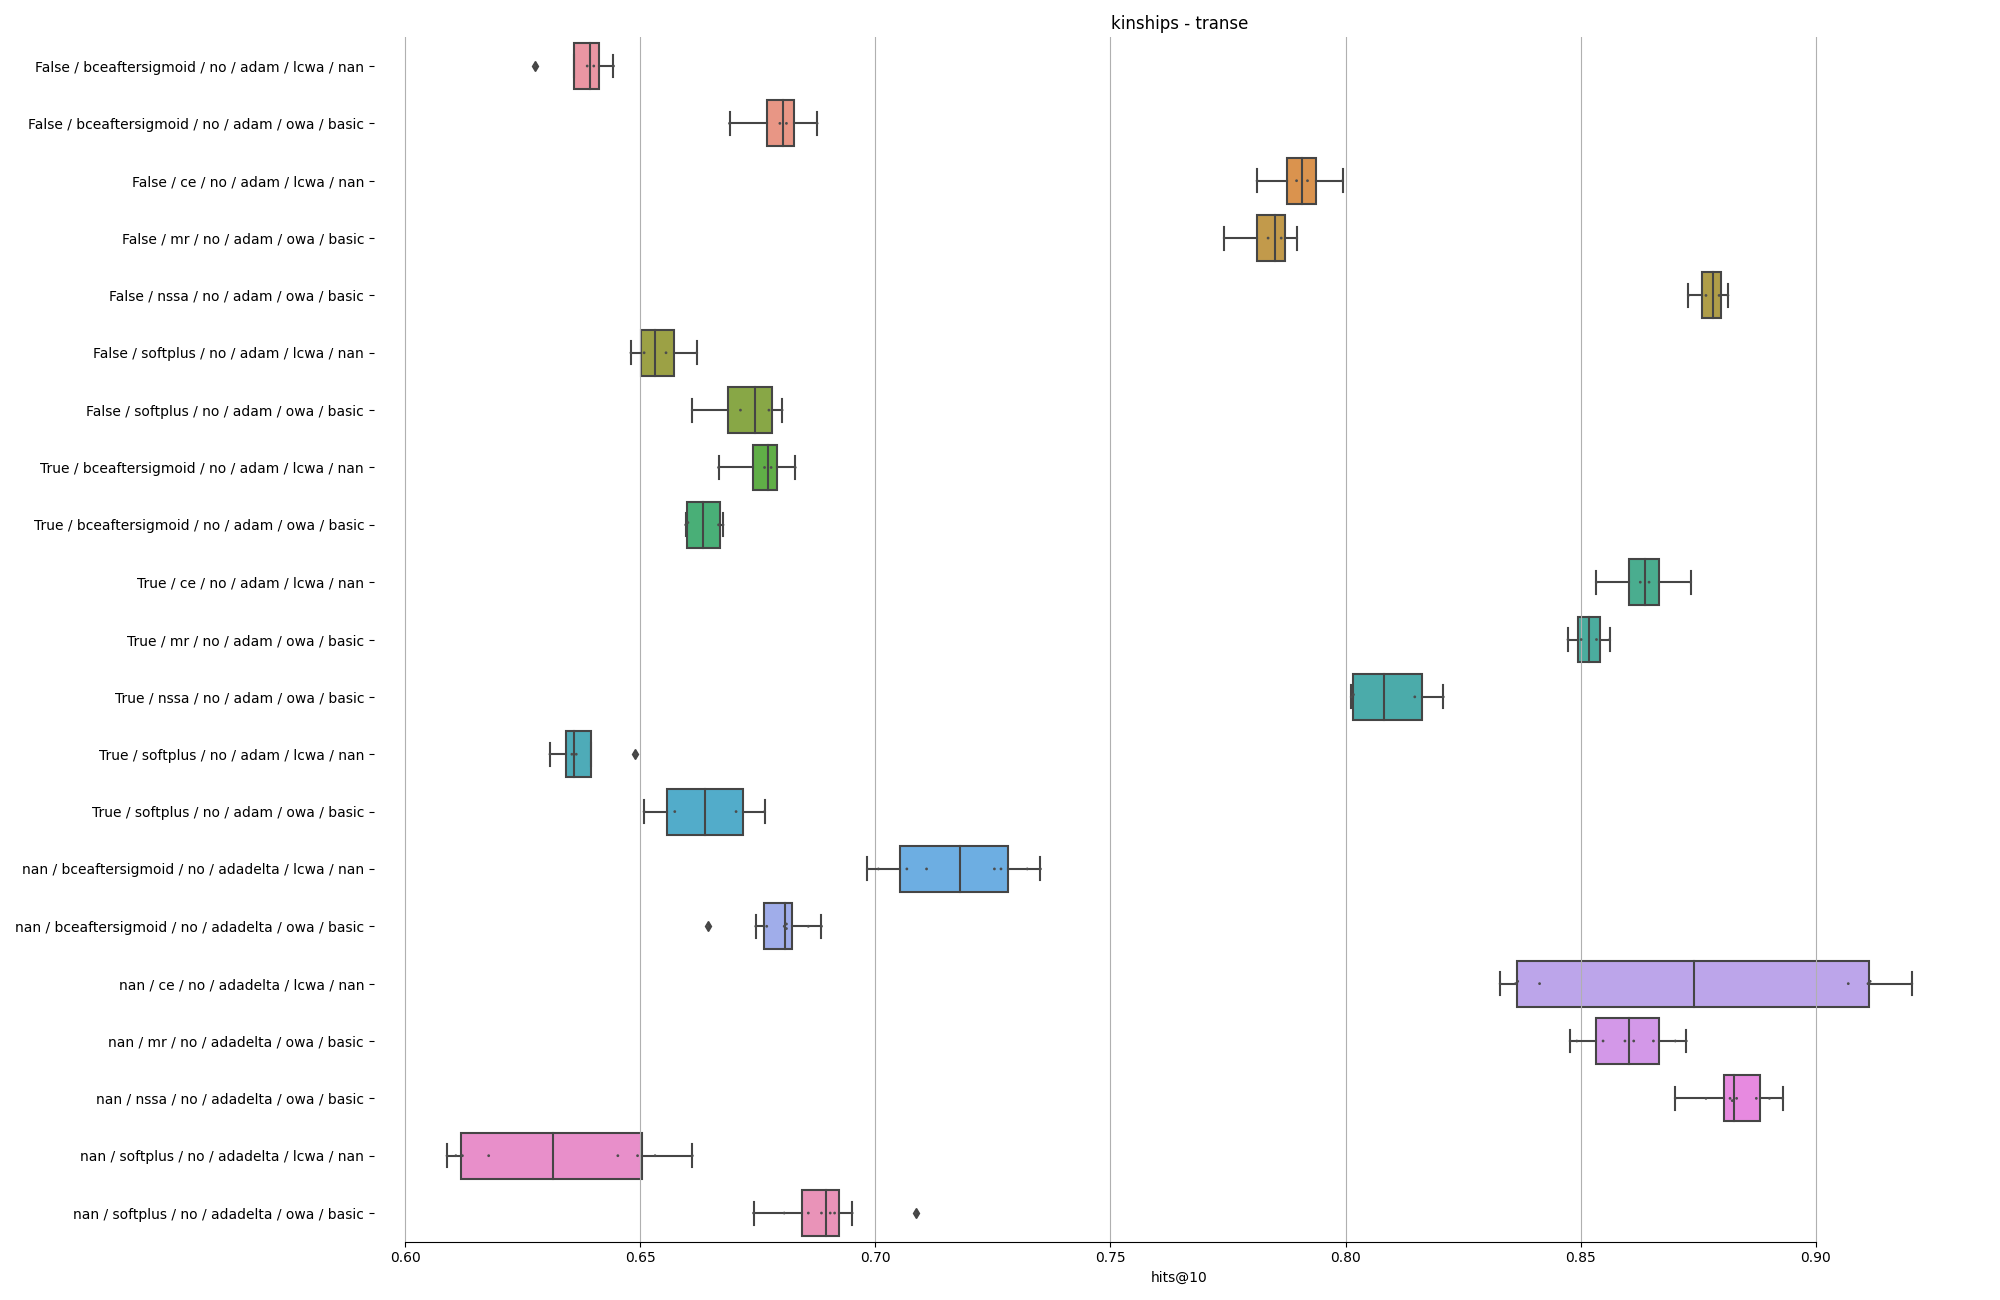 kinships - transe
False / bceaftersigmoid / no / adam / lcwa / nan
False / bceaftersigmoid / no / adam / owa / basic
False / ce / no / adam / lcwa / nan
False / mr / no / adam / owa / basic
False / nssa / no / adam / owa / basic
False / softplus / no / adam / lcwa / nan
False / softplus / no / adam / owa / basic
True / bceaftersigmoid / no / adam / lcwa / nan
True / bceaftersigmoid / no / adam / owa / basic
True / ce / no / adam / lcwa / nan
True / mr / no / adam / owa / basic
True / nssa / no / adam / owa / basic
True / softplus / no / adam / lcwa / nan
True / softplus / no / adam / owa / basic
nan / bceaftersigmoid / no / adadelta / lcwa / nan
nan / bceaftersigmoid / no / adadelta / owa / basic
nan / ce / no / adadelta / lcwa / nan
nan / mr / no / adadelta / owa / basic
nan / nssa / no / adadelta / owa / basic
nan / softplus / no / adadelta / lcwa / nan
nan / softplus / no / adadelta / owa / basic
0.60 0.65 0.70 0.75 0.80 0.85 0.90
hits@10